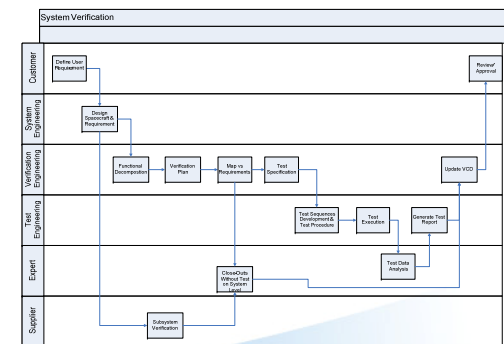 System Verification
Customer
Define User
Requirement
Review/
Approval
System
Engineering
Design
Spacecraft &
Requirement
Verification
Engineering
Functional
Decomposition
Verification
Plan
Map vs
Requirements
Test
Specification
Update VCD
Test
Engineering
Test Sequences
Development &
Test Procedure
Test
Execution
Generate Test
Report
Expert
Close-Outs
Without Test
on System
Level
Test Data
Analysis
Supplier
Subsystem
Verification